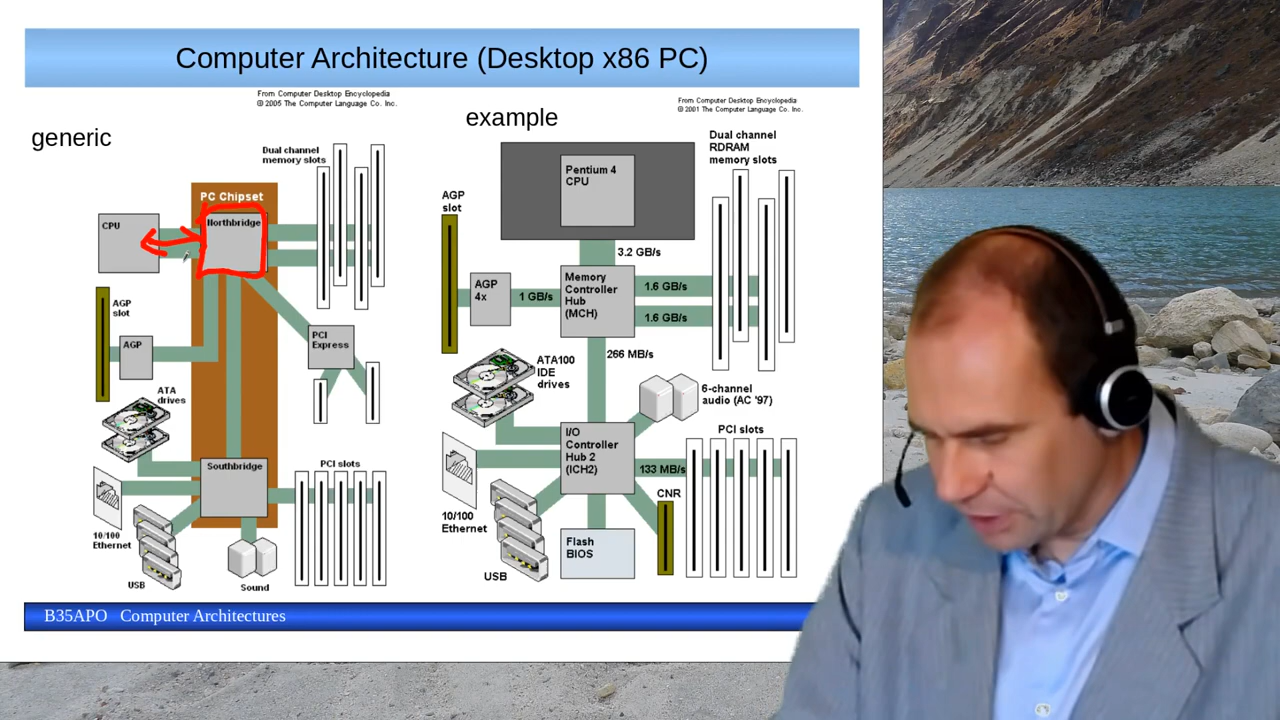 Computer Architecture (Desktop x86 PC)
From Computer Desktop Encyclopedia
© 2005 The Computer Language Co. Inc.
generic
Dual channel
memory slots
PC Chipset
CPU
Northbridge
AGP
slot
AGP
PCI
Express
ATA
drives
Southbridge
PCI slots
10/100
Ethernet
USB
Sound
example
From Computer Desktop Encyclopedia
© 2001 The Computer Language Co. Inc.
Dual channel
RDRAM
memory slots
Pentium 4
CPU
AGP
slot
3.2 GB/s
Memory
Controller
Hub
(MCH)
AGP
4x
1 GB/s
1.6 GB/s
1.6 GB/s
266 MB/s
ATA100
IDE
drives
6-channel
audio (AC '97)
I/O
Controller
Hub 2
(ICH2)
PCI slots
133 MB/s
CNR
10/100
Ethernet
Flash
BIOS
USB
B35APO Computer Architectures